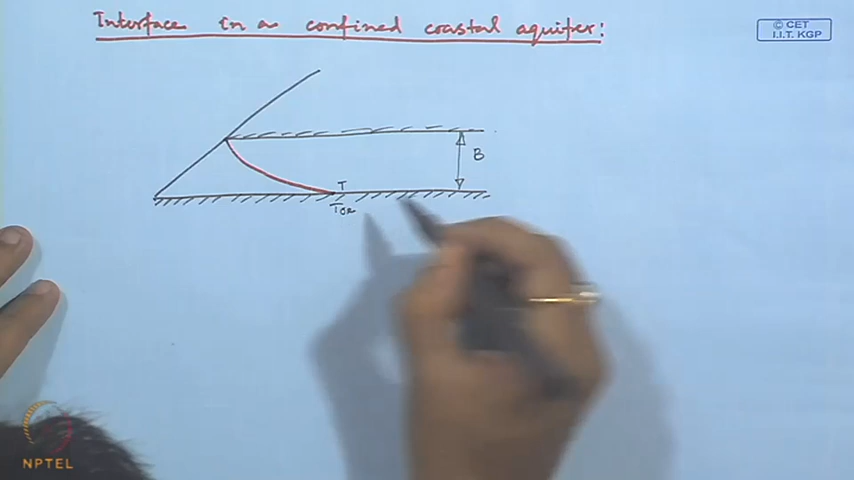 Interface in a confined coastal aquifer:
© CET
I.I.T. KGP
B
T
Toe
NPTEL